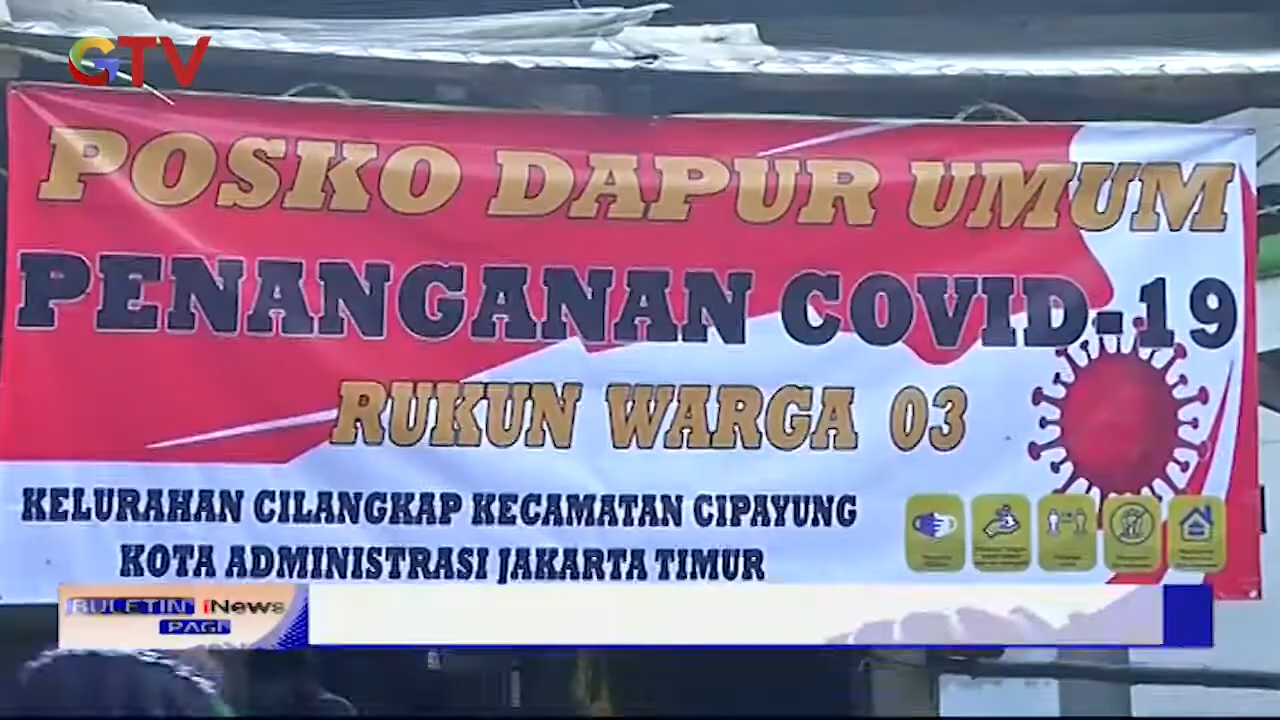 GTV
POSKO DAPUR UMUM
PENANGANAN COVID-19
RUKUN WARGA 03
KELURAHAN CILANGKAP KECAMATAN CIPAYUNG
KOTA ADMINISTRASI JAKARTA TIMUR
BULETIN iNews
PAGI